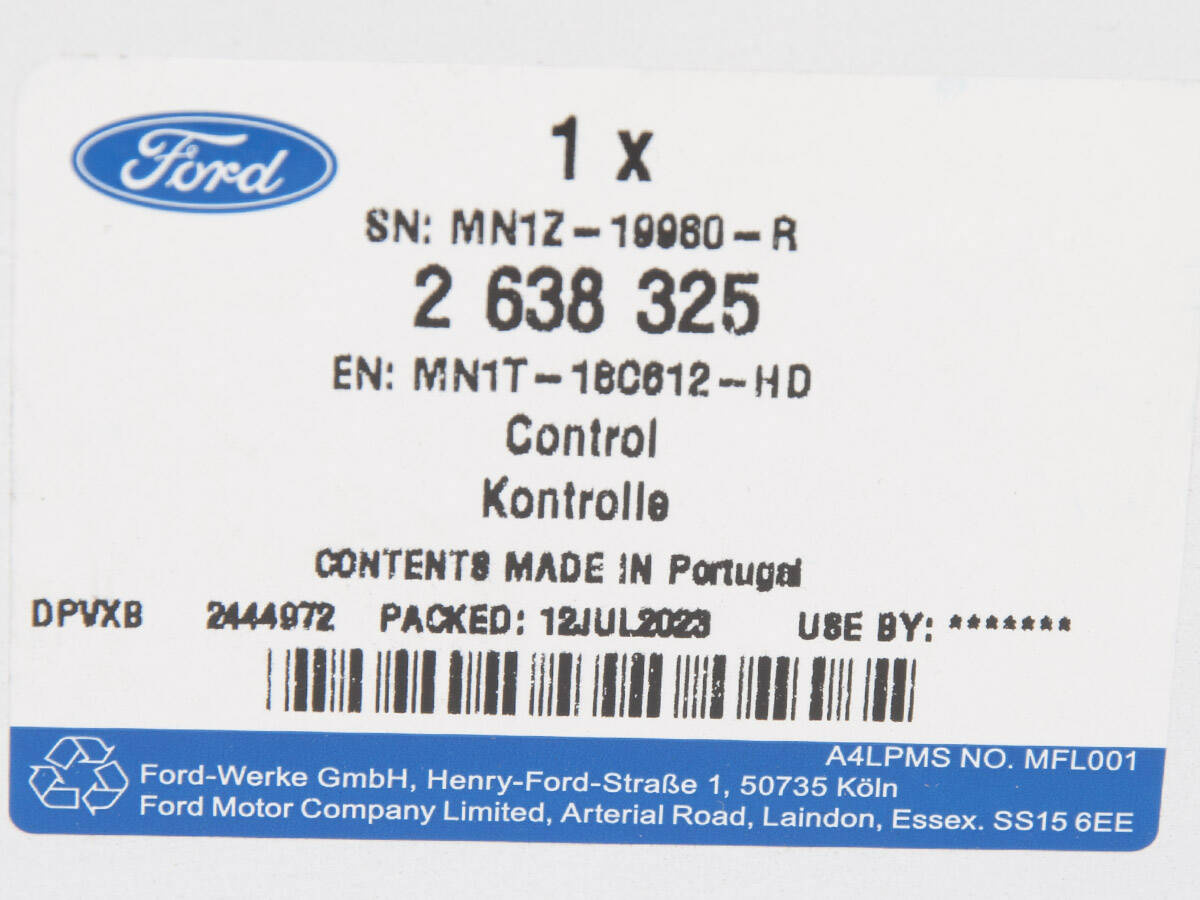 Ford
1 x
SN: MN1Z-19980-R
2 638 325
EN: MN1T-18C612-HD
Control
Kontrolle
CONTENTS MADE IN Portugal
DPVXB 2444972 PACKED: 12JUL2023 USE BY: *******
A4LPMS NO. MFL001
Ford-Werke GmbH, Henry-Ford-Straße 1, 50735 Köln
Ford Motor Company Limited, Arterial Road, Laindon, Essex. SS15 6EE